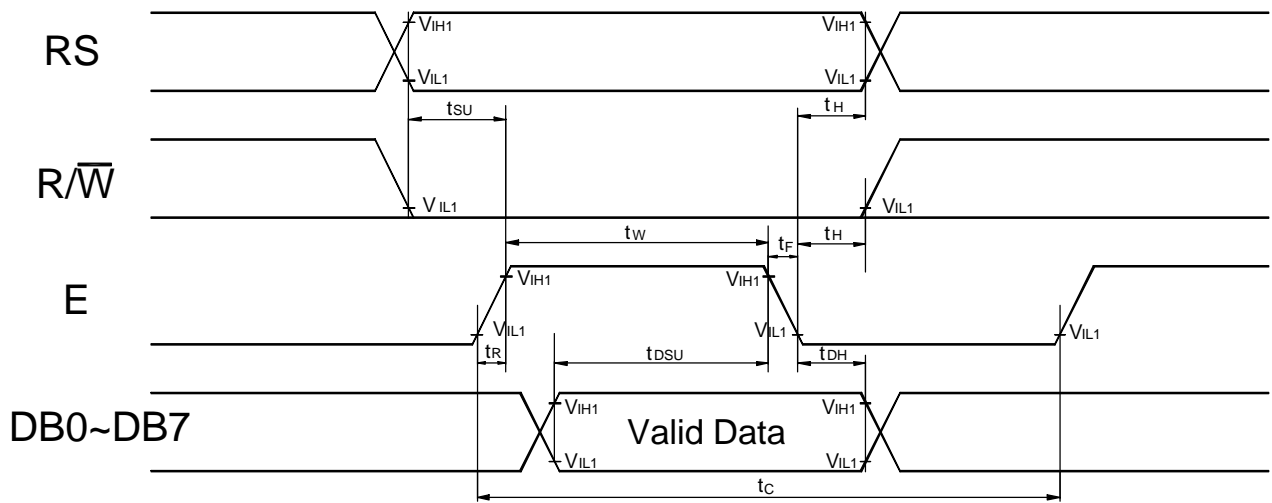 VIH1 VIH1
RS
VIL1 VIL1
tSU tH
R/W̅
VIL1 VIL1
tW tF tH
VIH1 VIH1
E
VIL1 VIL1 VIL1
tR tDSU tDH
VIH1 VIH1
DB0~DB7 Valid Data
VIL1 VIL1
tC